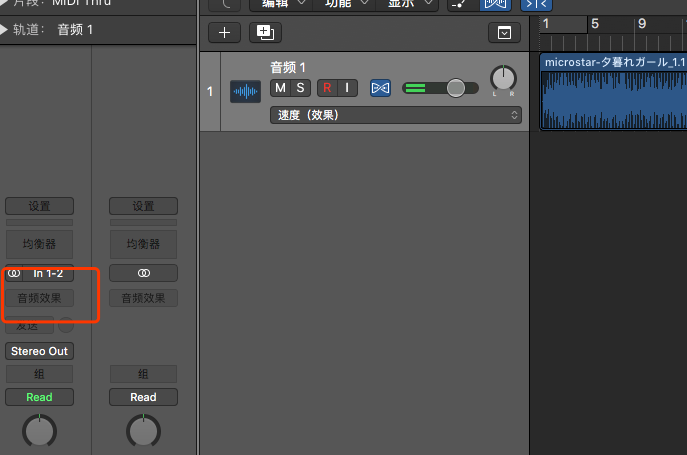 片段： MIDI Thru
轨道： 音频 1
编辑
功能
显示
1
5
9
音频 1
1
M S R I
L R
速度（效果）
microstar-夕暮れガール_1.1
设置
设置
均衡器
均衡器
In 1-2
音频效果
音频效果
发送
Stereo Out
组
组
Read
Read